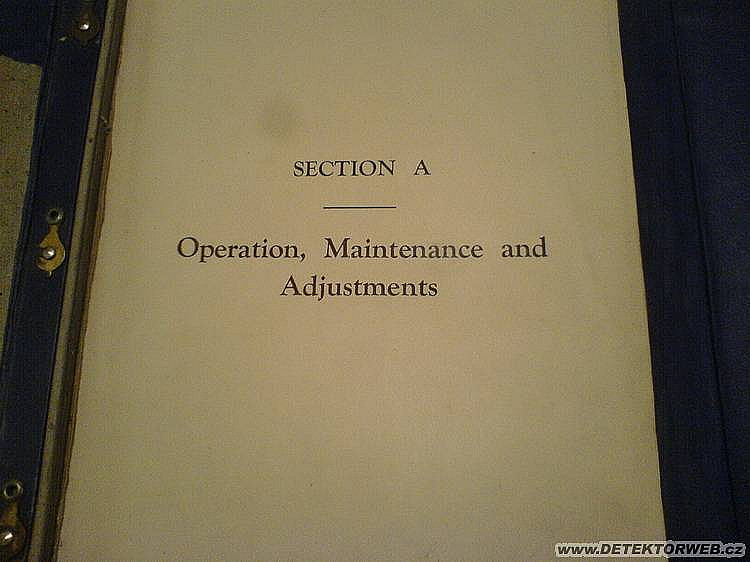 SECTION A
Operation, Maintenance and
Adjustments
www.DETEKTORWEB.cz